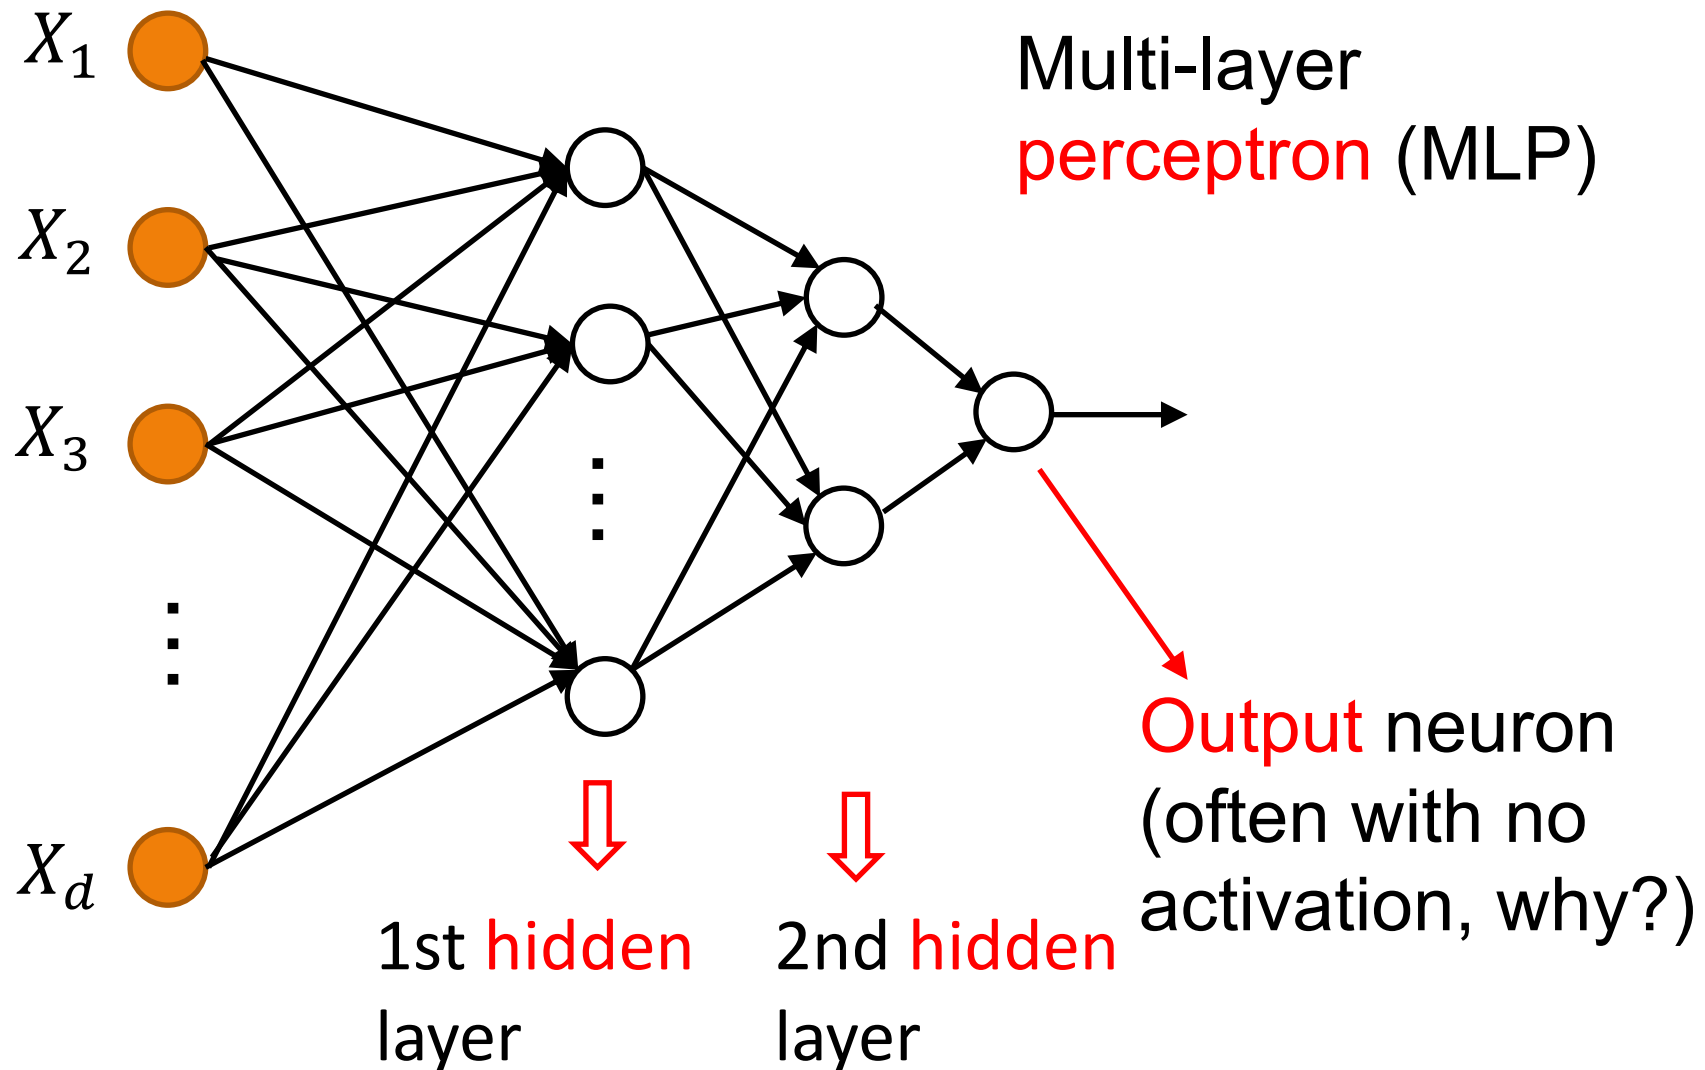 X₁
Multi-layer
perceptron (MLP)
X₂
X₃
⋮
⋮
Output neuron
(often with no
activation, why?)
X_d
1st hidden
layer
2nd hidden
layer